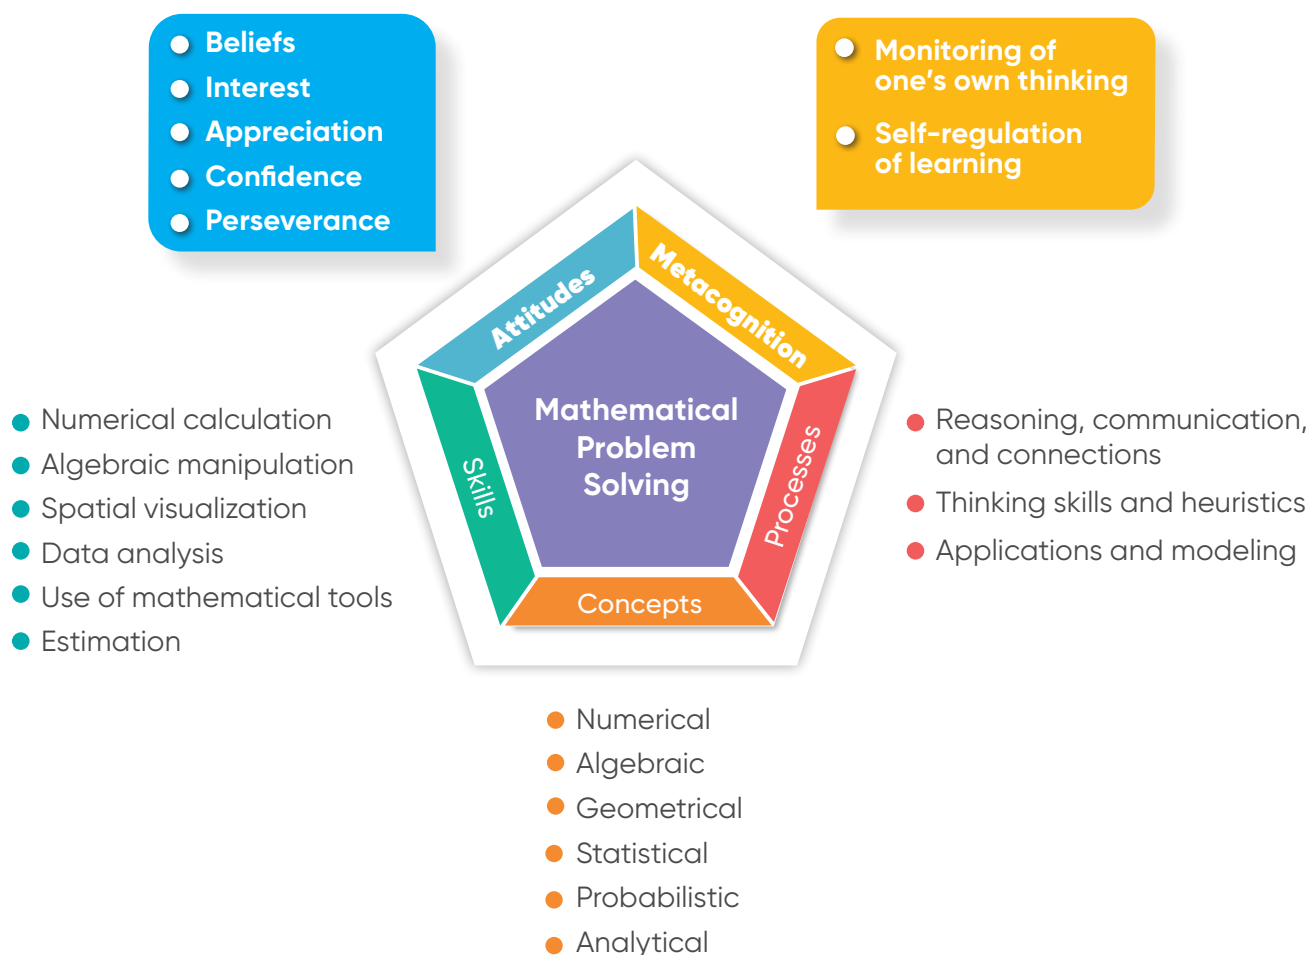 Beliefs
Interest
Appreciation
Confidence
Perseverance
Monitoring of
one's own thinking
Self-regulation
of learning
Attitudes
Metacognition
Mathematical
Problem
Solving
Skills
Processes
Concepts
Numerical calculation
Algebraic manipulation
Spatial visualization
Data analysis
Use of mathematical tools
Estimation
Reasoning, communication,
and connections
Thinking skills and heuristics
Applications and modeling
Numerical
Algebraic
Geometrical
Statistical
Probabilistic
Analytical